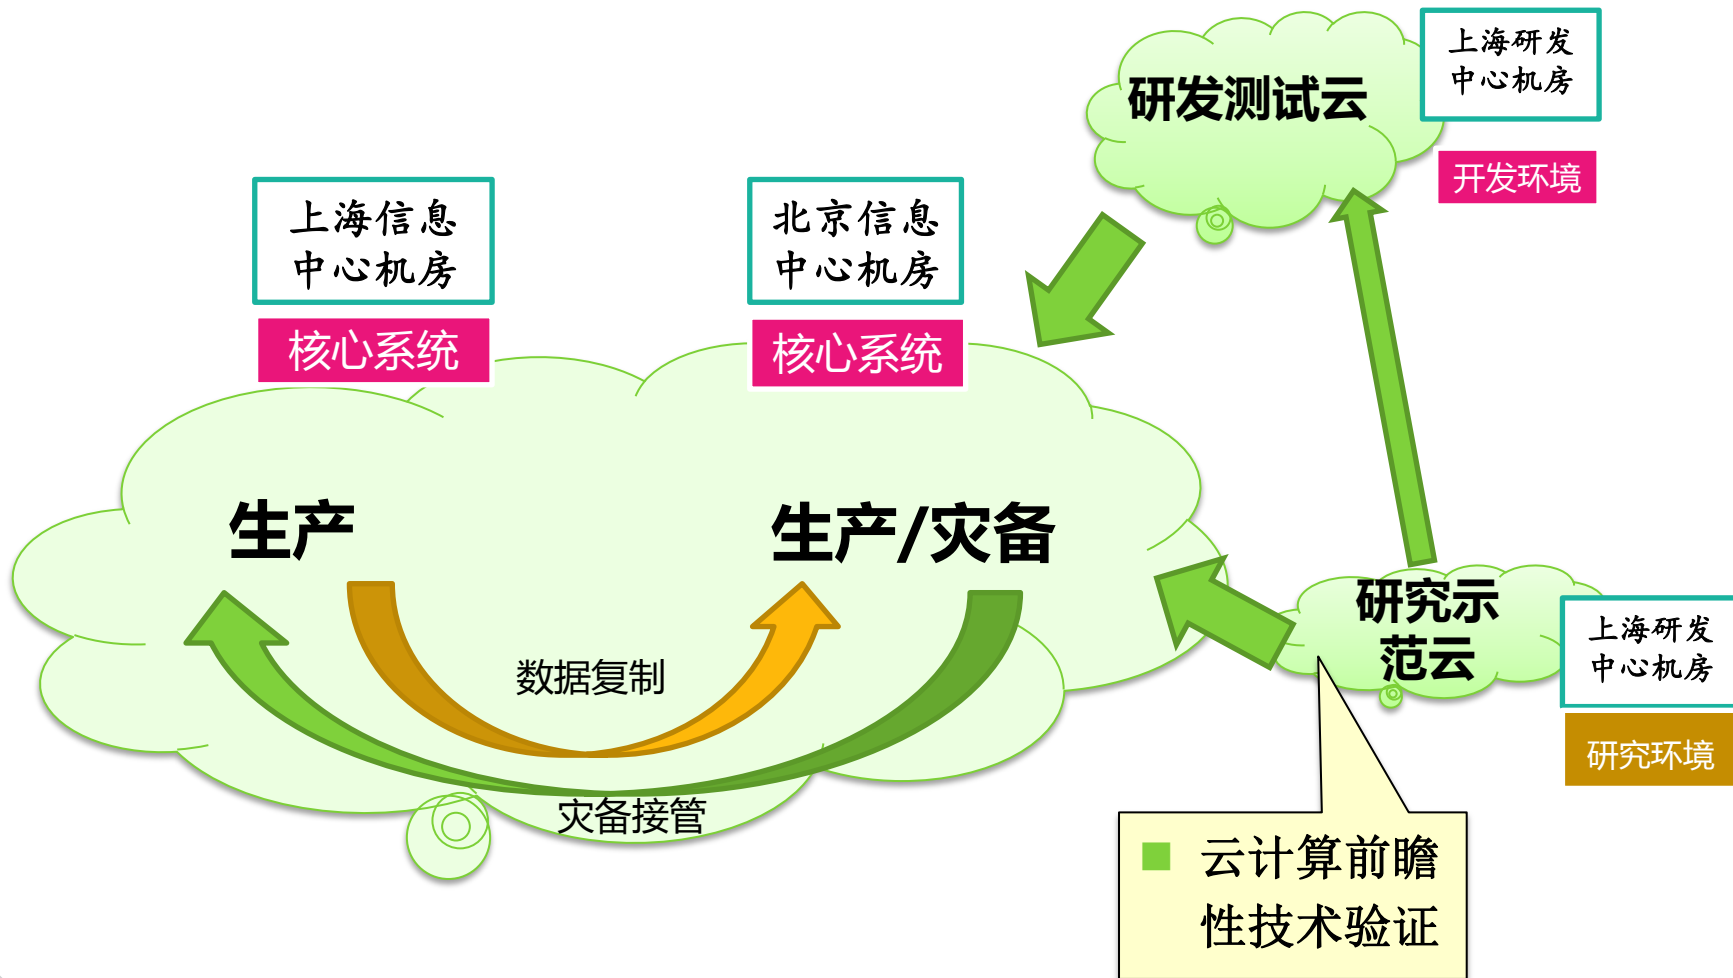 研发测试云
上海研发
中心机房
开发环境
上海信息
中心机房
核心系统
北京信息
中心机房
核心系统
生产
生产/灾备
数据复制
灾备接管
研究示
范云
上海研发
中心机房
研究环境
云计算前瞻
性技术验证